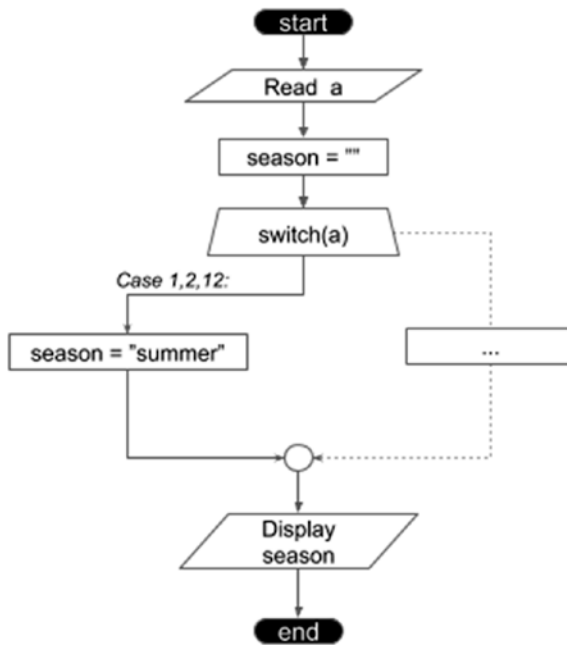 start
Read a
season = ""
switch(a)
Case 1,2,12:
season = "summer"
...
Display
season
end